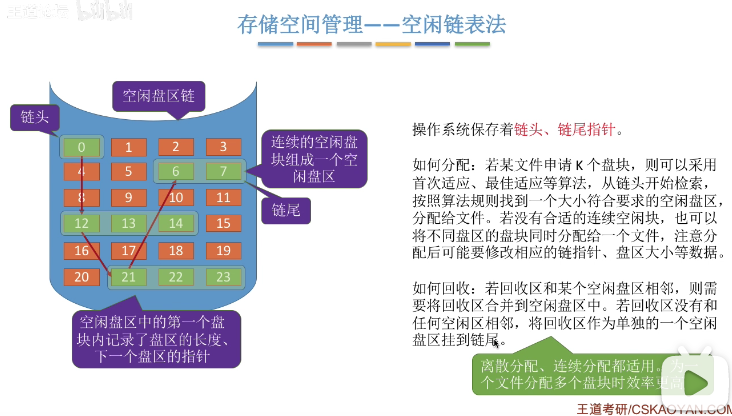 bilibili
存储空间管理——空闲链表法
空闲盘区链
链头
0 1 2 3
4 5 6 7
8 9 10 11
12 13 14 15
16 17 18 19
20 21 22 23
连续的空闲盘
块组成一个空
闲盘区
链尾
空闲盘区中的第一个盘
块内记录了盘区的长度、
下一个盘区的指针
操作系统保存着链头、链尾指针。
如何分配：若某文件申请 K 个盘块，则可以采用
首次适应、最佳适应等算法，从链头开始检索，
按照算法规则找到一个大小符合要求的空闲盘区，
分配给文件。若没有合适的连续空闲块，也可以
将不同盘区的盘块同时分配给一个文件，注意分
配后可能要修改相应的链指针、盘区大小等数据。
如何回收：若回收区和某个空闲盘区相邻，则需
要将回收区合并到空闲盘区中。若回收区没有和
任何空闲区相邻，将回收区作为单独的一个空闲
盘区挂到链尾。
离散分配、连续分配都适用。为
个文件分配多个盘块时效率更高
王道考研/CSKAOYAN.COM